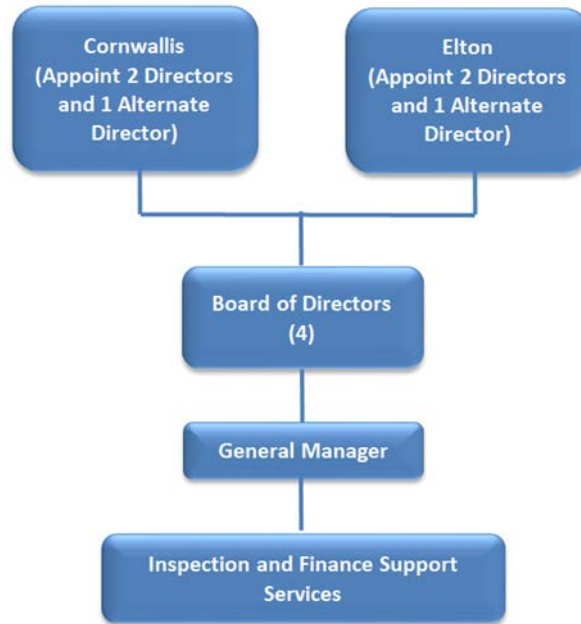 Cornwallis
(Appoint 2 Directors
and 1 Alternate
Director)
Elton
(Appoint 2 Directors
and 1 Alternate
Director)
Board of Directors
(4)
General Manager
Inspection and Finance Support
Services